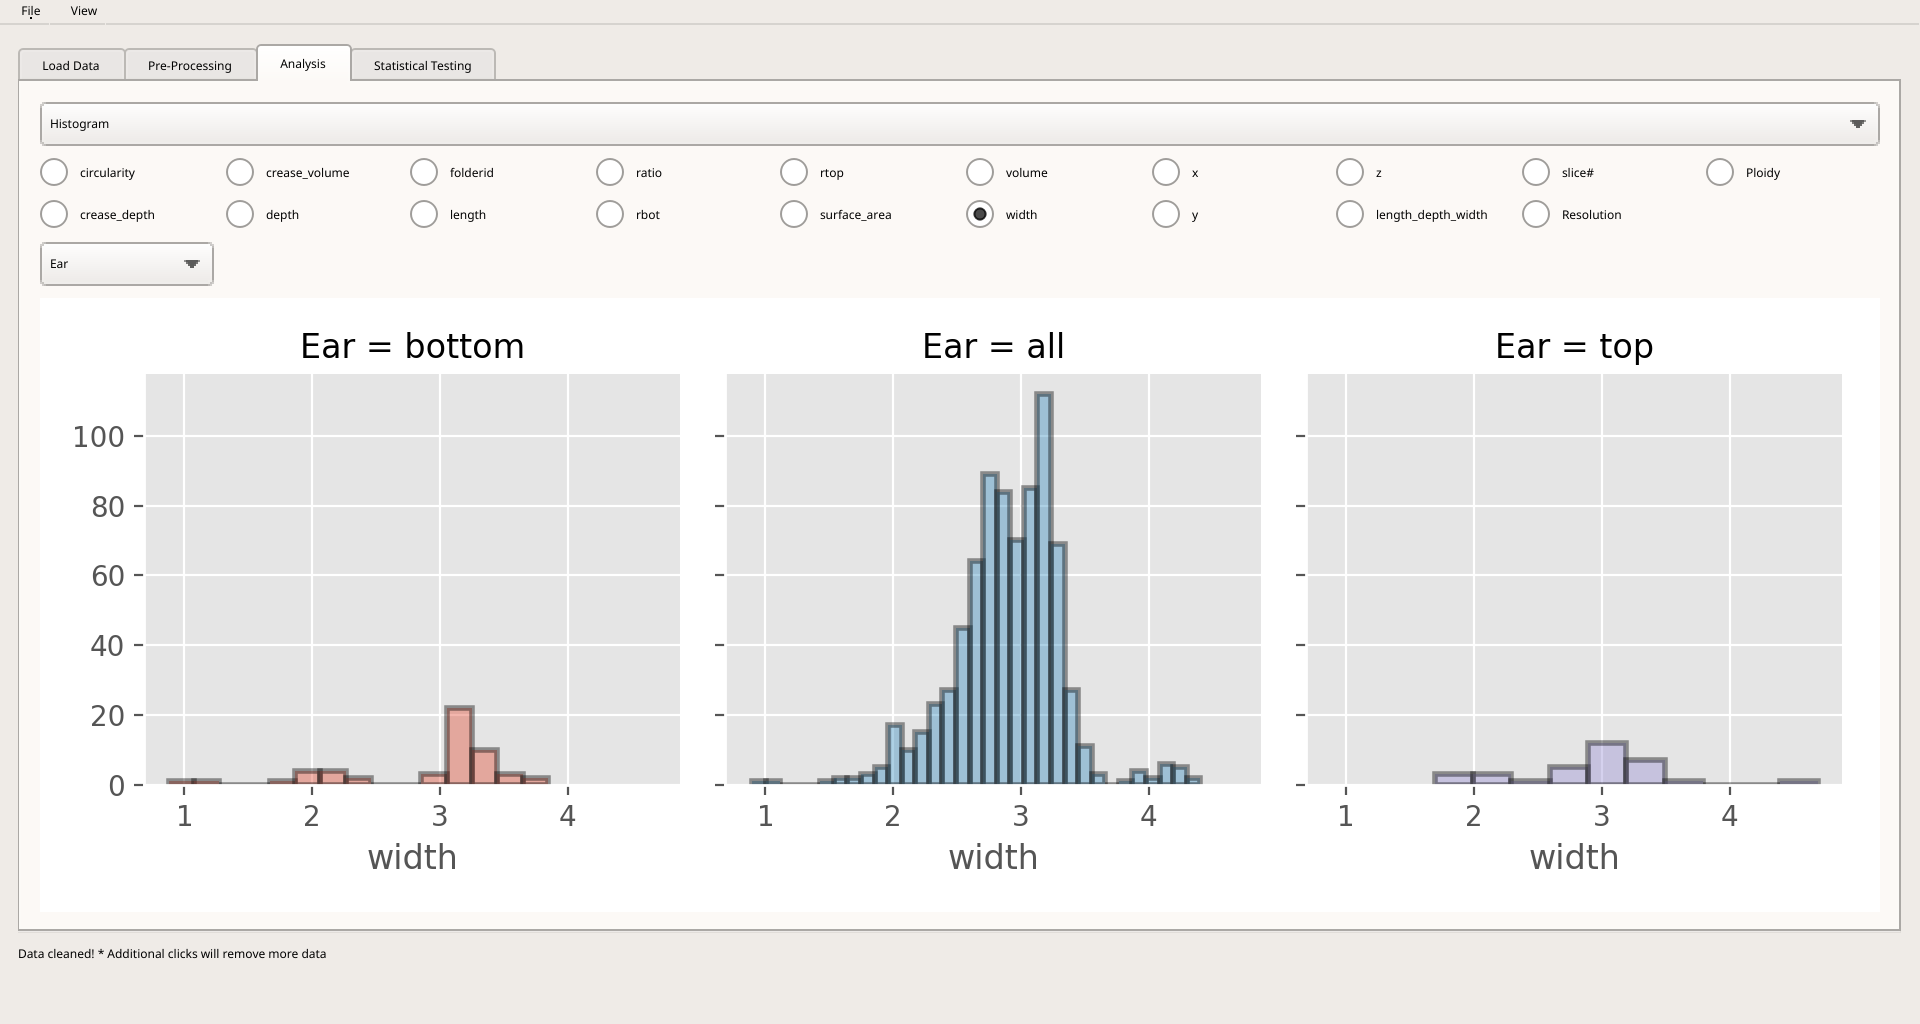 File View
Load Data Pre-Processing Analysis Statistical Testing
Histogram
circularity crease_volume folderid ratio rtop volume x z slice# Ploidy
crease_depth depth length rbot surface_area width y length_depth_width Resolution
Ear
Ear = bottom Ear = all Ear = top
100
80
60
40
20
0
1 2 3 4 1 2 3 4 1 2 3 4
width width width
Data cleaned! * Additional clicks will remove more data